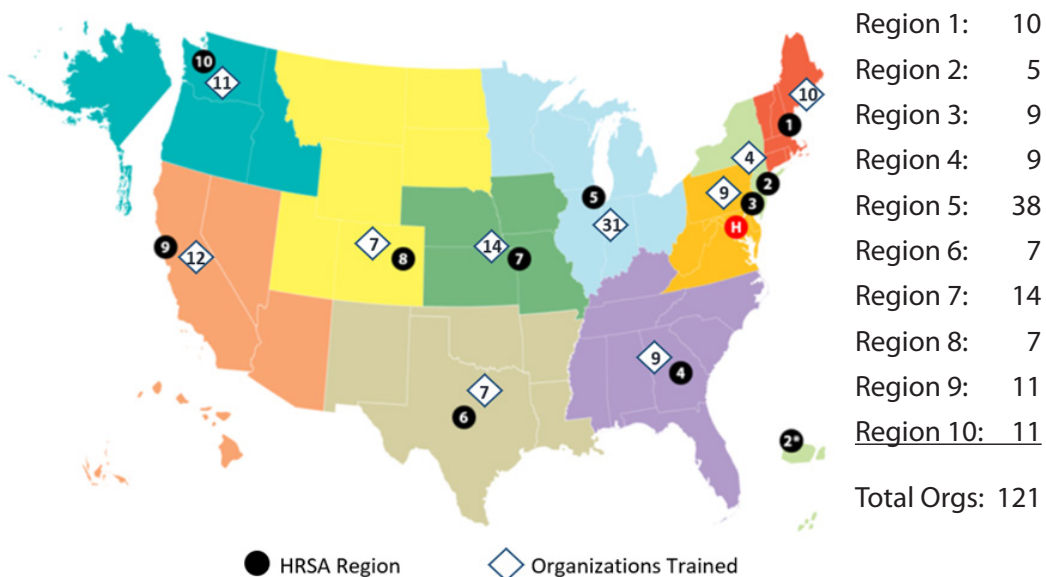 10
11
10
1
4
2
9
3
H
5
31
9
12
7
8
14
7
9
4
7
6
2*
HRSA Region
Organizations Trained
Region 1: 10
Region 2: 5
Region 3: 9
Region 4: 9
Region 5: 38
Region 6: 7
Region 7: 14
Region 8: 7
Region 9: 11
Region 10: 11
Total Orgs: 121